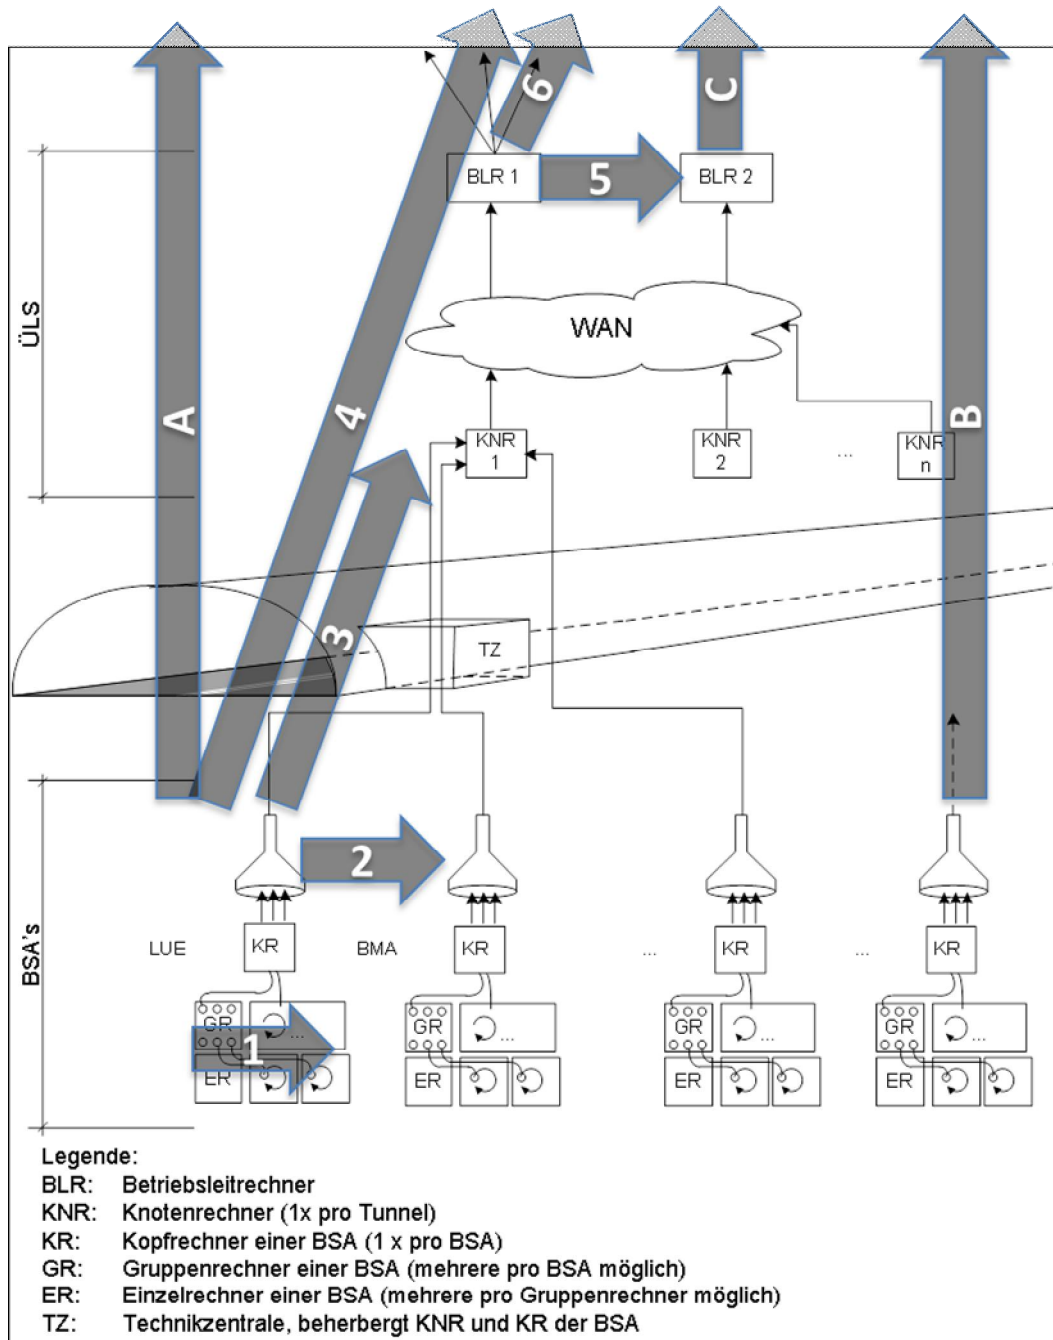 6
C
BLR 1
5
BLR 2
ÜLS
WAN
A
4
B
KNR
1
KNR
2
...
KNR
n
3
TZ
BSA's
2
LUE
KR
BMA
KR
...
KR
...
KR
GR
...
GR
...
GR
...
GR
...
1
ER
ER
ER
ER
Legende:
BLR: Betriebsleitrechner
KNR: Knotenrechner (1x pro Tunnel)
KR: Kopfrechner einer BSA (1 x pro BSA)
GR: Gruppenrechner einer BSA (mehrere pro BSA möglich)
ER: Einzelrechner einer BSA (mehrere pro Gruppenrechner möglich)
TZ: Technikzentrale, beherbergt KNR und KR der BSA